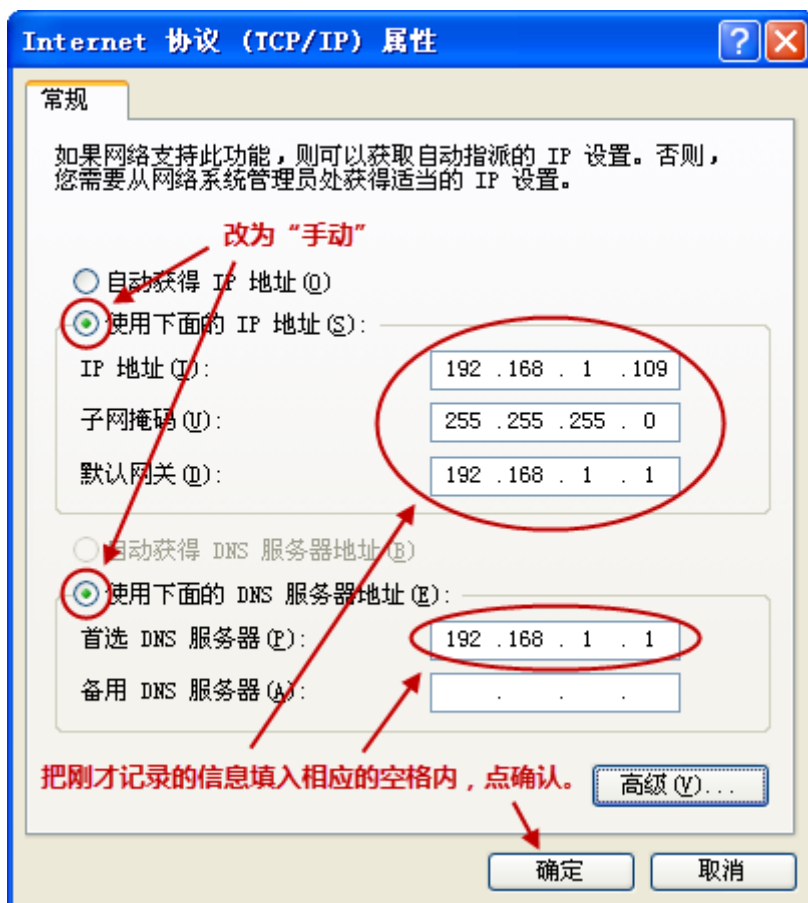 Internet 协议 (TCP/IP) 属性
常规
如果网络支持此功能，则可以获取自动指派的 IP 设置。否则，
您需要从网络系统管理员处获得适当的 IP 设置。
改为“手动”
自动获得 IP 地址(O)
使用下面的 IP 地址(S):
IP 地址(I): 192 .168 . 1 .109
子网掩码(U): 255 .255 .255 . 0
默认网关(D): 192 .168 . 1 . 1
自动获得 DNS 服务器地址(B)
使用下面的 DNS 服务器地址(E):
首选 DNS 服务器(P): 192 .168 . 1 . 1
备用 DNS 服务器(A): . . .
把刚才记录的信息填入相应的空格内，点确认。
高级(V)...
确定 取消